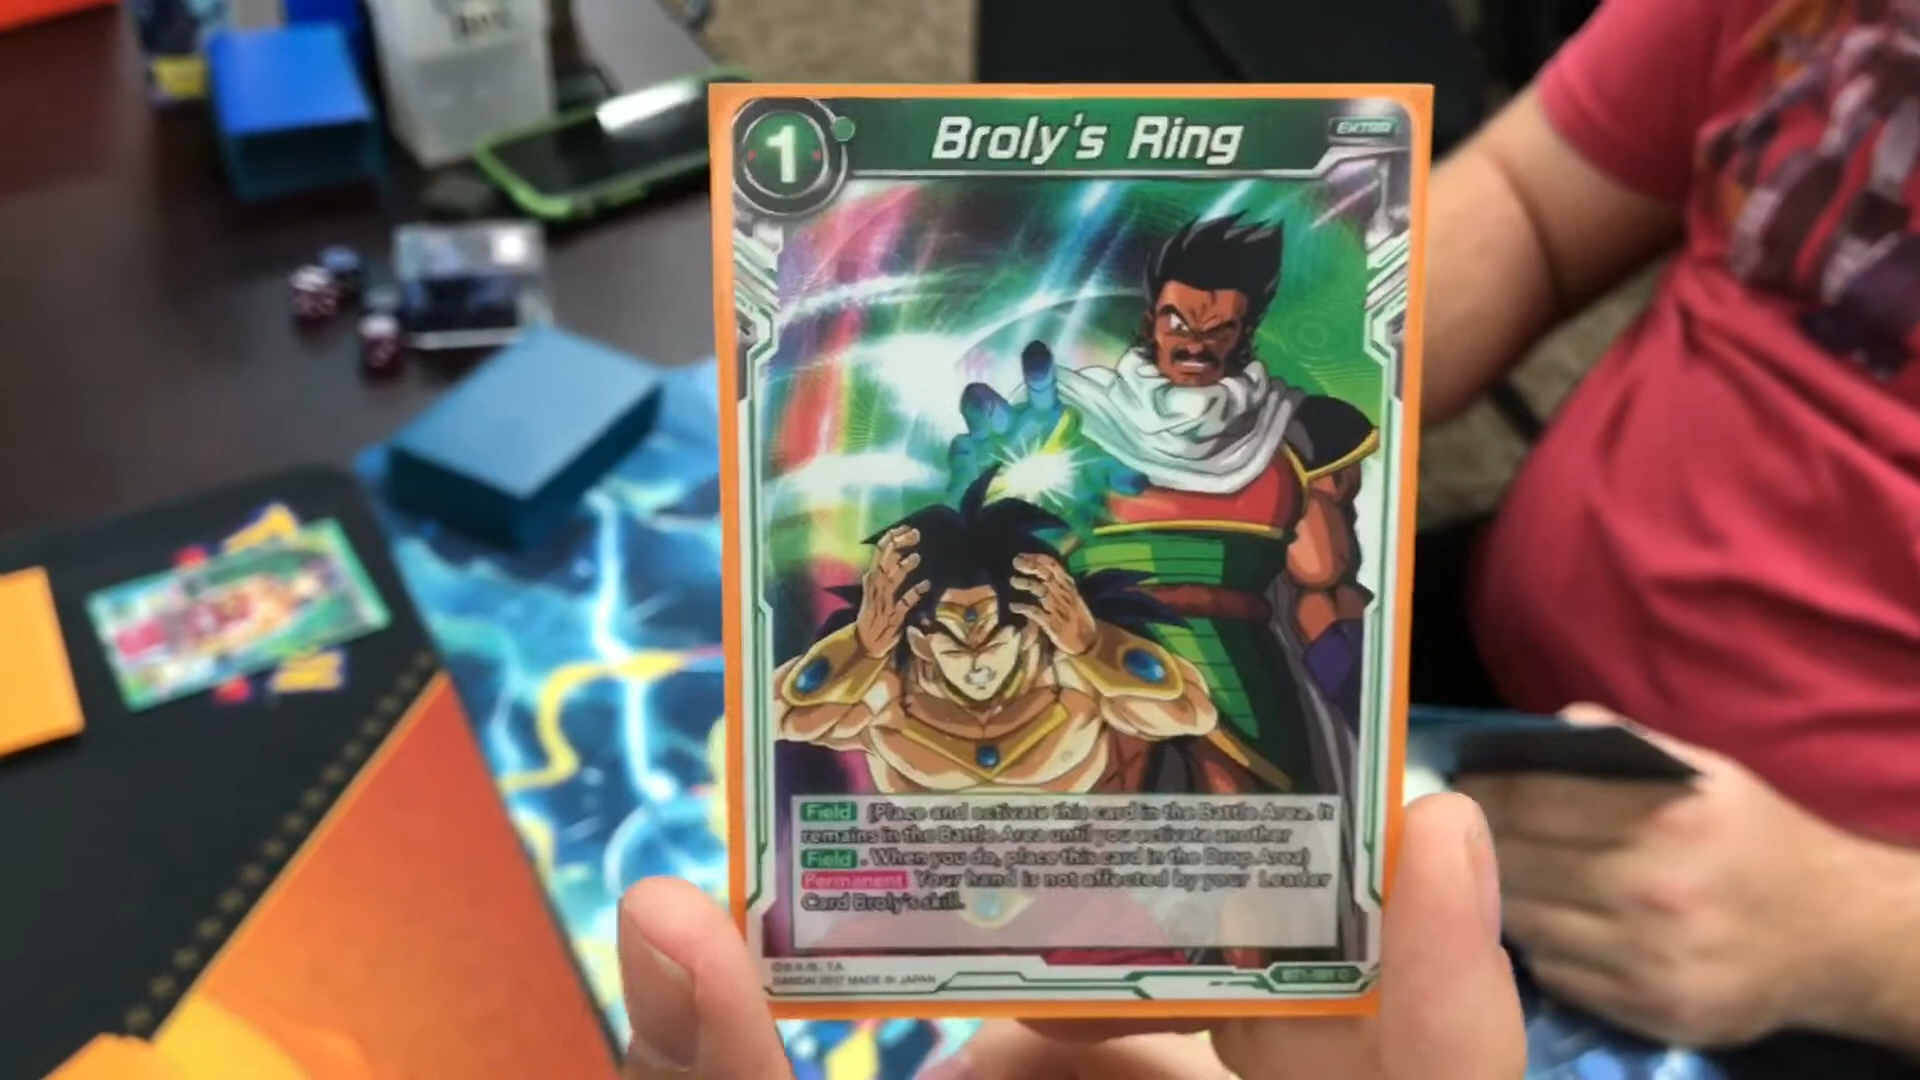 1
Broly's Ring
EXTRA
Field (Place and activate this card in the Battle Area. It
remains in the Battle Area until you activate another
Field. When you do, place this card in the Drop Area)
Permanent Your hand is not affected by your Leader
Card Broly's skill.
BANDAI 2017 MADE IN JAPAN